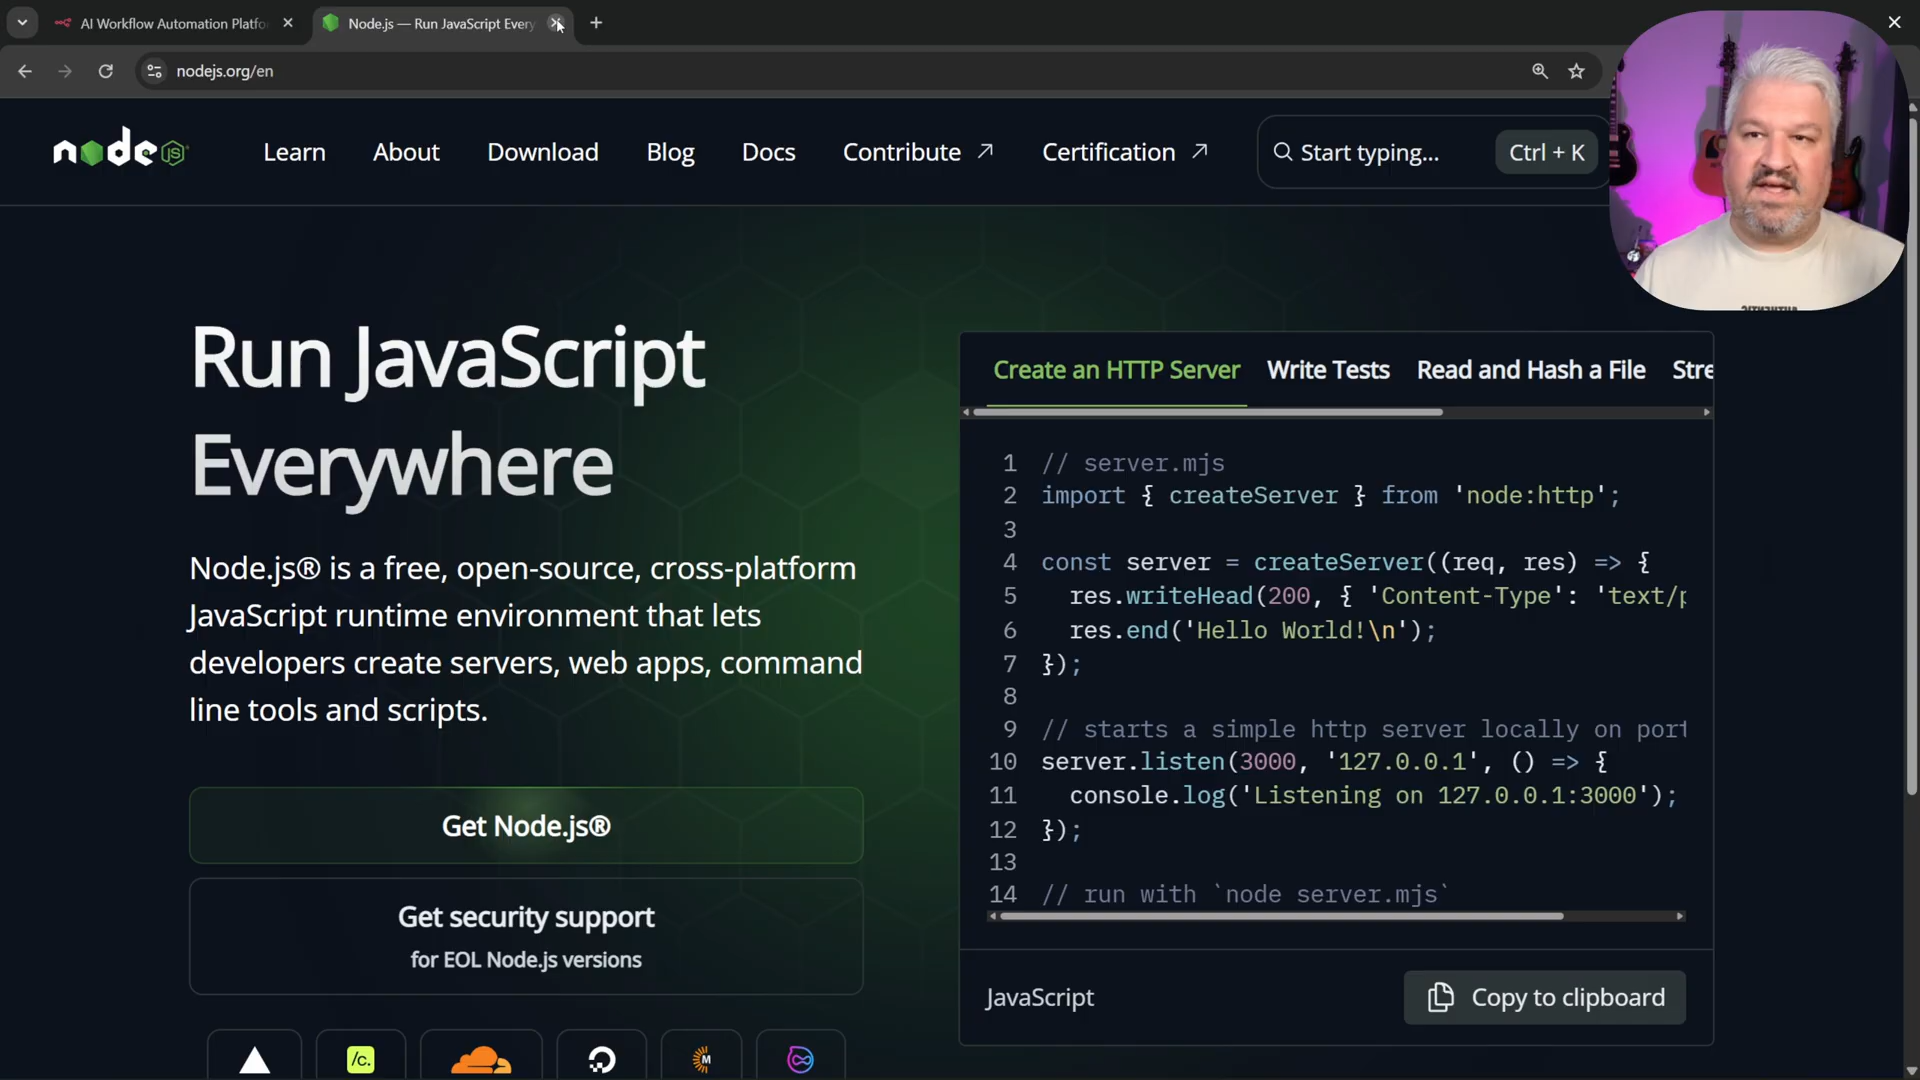 AI Workflow Automation Platfo
Node.js — Run JavaScript Every
nodejs.org/en
node JS
Learn
About
Download
Blog
Docs
Contribute
Certification
Start typing...
Ctrl + K
Run JavaScript
Everywhere
Node.js® is a free, open-source, cross-platform
JavaScript runtime environment that lets
developers create servers, web apps, command
line tools and scripts.
Get Node.js®
Get security support
for EOL Node.js versions
/c.
M
Create an HTTP Server
Write Tests
Read and Hash a File
Stre
1 // server.mjs
2 import { createServer } from 'node:http';
3
4 const server = createServer((req, res) => {
5 res.writeHead(200, { 'Content-Type': 'text/p
6 res.end('Hello World!\n');
7 });
8
9 // starts a simple http server locally on port
10 server.listen(3000, '127.0.0.1', () => {
11 console.log('Listening on 127.0.0.1:3000');
12 });
13
14 // run with `node server.mjs`
JavaScript
Copy to clipboard